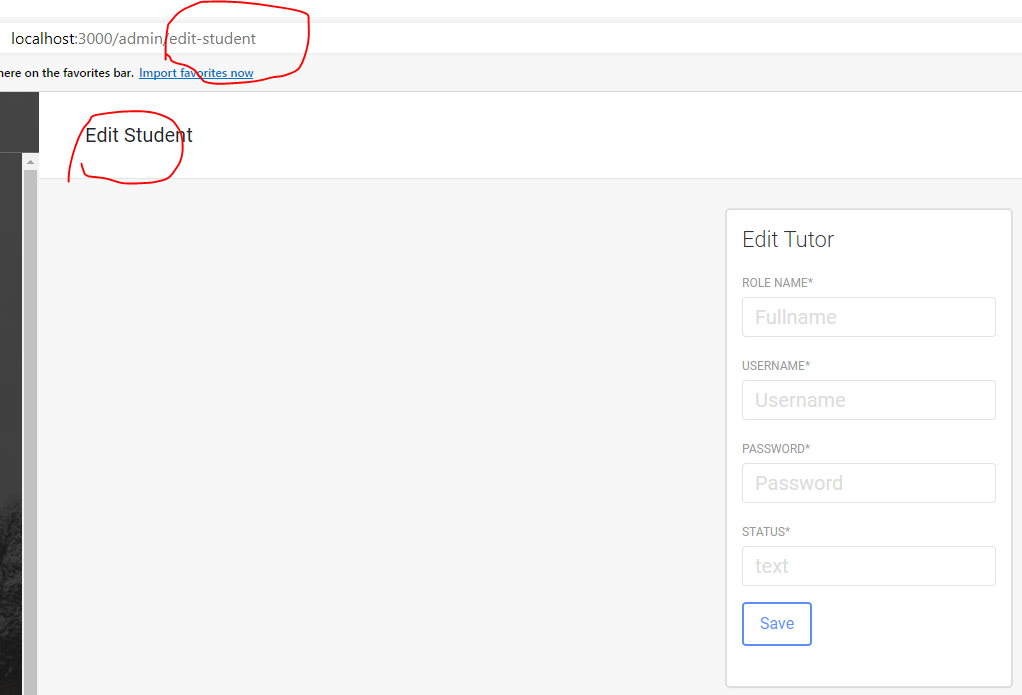 localhost:3000/admin/edit-student
here on the favorites bar. Import favorites now
Edit Student
Edit Tutor
ROLE NAME*
Fullname
USERNAME*
Username
PASSWORD*
Password
STATUS*
text
Save